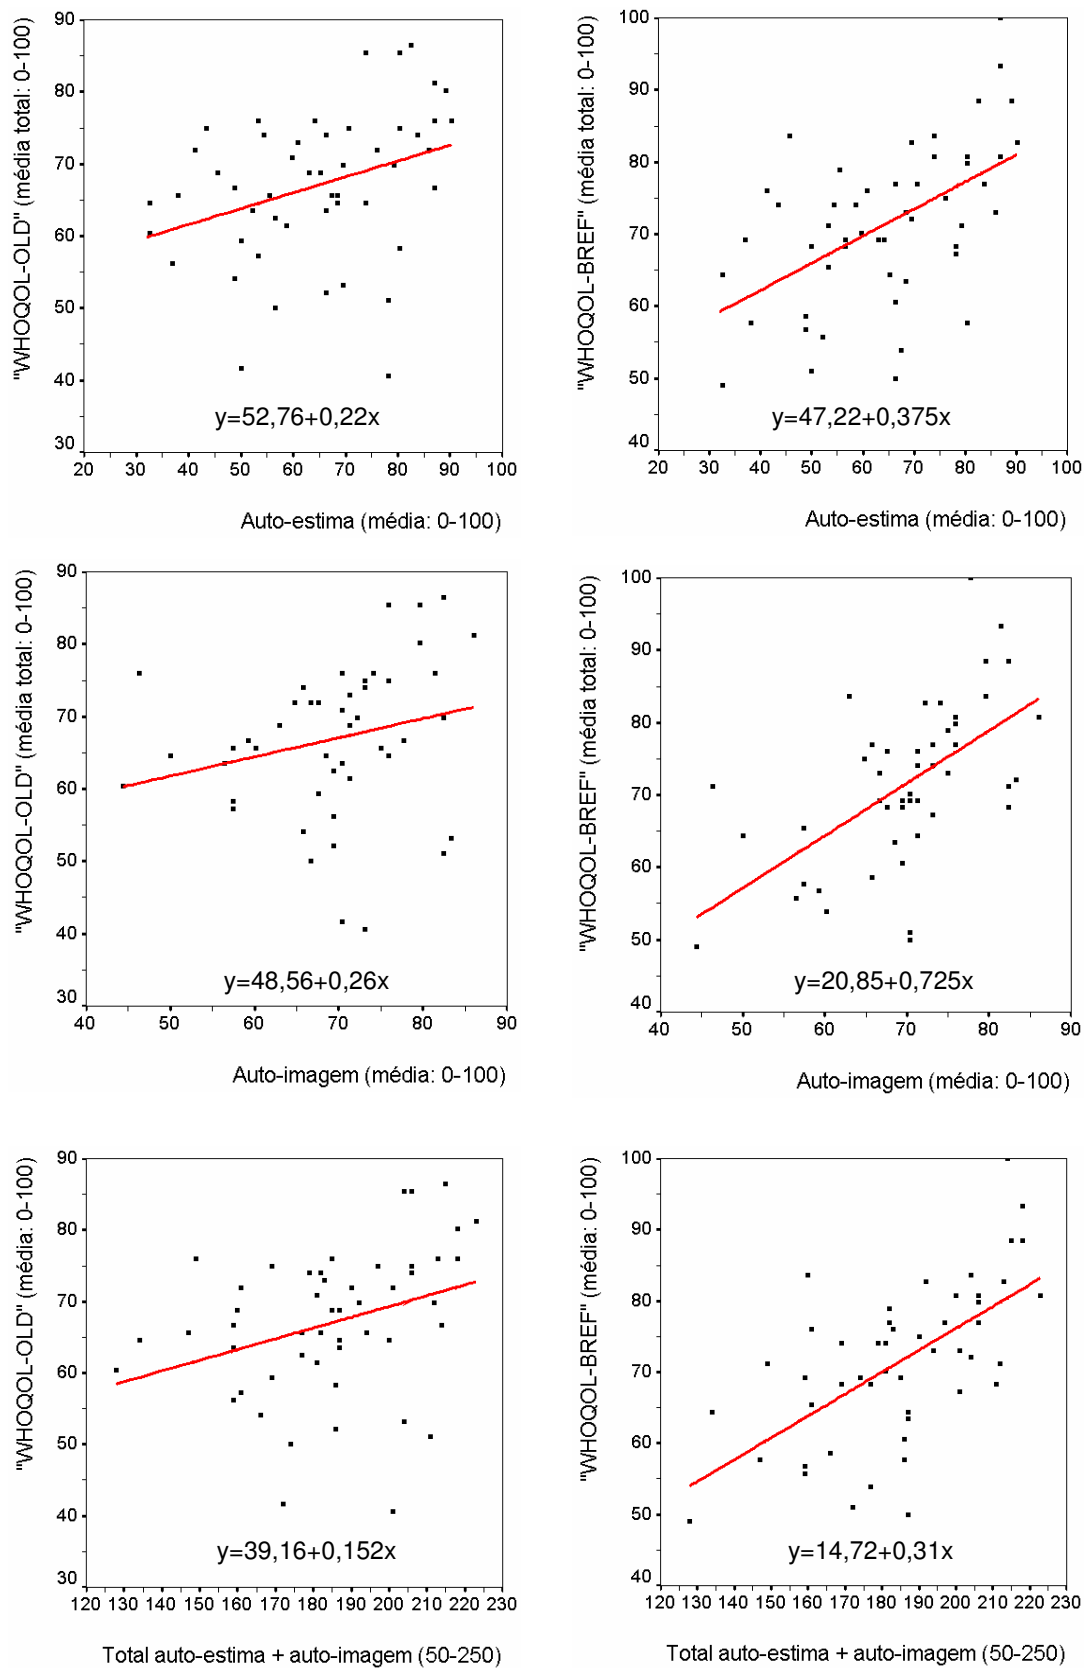 "WHOQOL-OLD" (média total: 0-100)
90
80
70
60
50
40
30
y=52,76+0,22x
20 30 40 50 60 70 80 90 100
Auto-estima (média: 0-100)
"WHOQOL-BREF" (média total: 0-100)
100
90
80
70
60
50
40
y=47,22+0,375x
20 30 40 50 60 70 80 90 100
Auto-estima (média: 0-100)
"WHOQOL-OLD" (média total: 0-100)
90
80
70
60
50
40
30
y=48,56+0,26x
40 50 60 70 80 90
Auto-imagem (média: 0-100)
"WHOQOL-BREF" (média total: 0-100)
100
90
80
70
60
50
40
y=20,85+0,725x
40 50 60 70 80 90
Auto-imagem (média: 0-100)
"WHOQOL-OLD" (média: 0-100)
90
80
70
60
50
40
30
y=39,16+0,152x
120 130 140 150 160 170 180 190 200 210 220 230
Total auto-estima + auto-imagem (50-250)
"WHOQOL-BREF" (média: 0-100)
100
90
80
70
60
50
40
y=14,72+0,31x
120 130 140 150 160 170 180 190 200 210 220 230
Total auto-estima + auto-imagem (50-250)